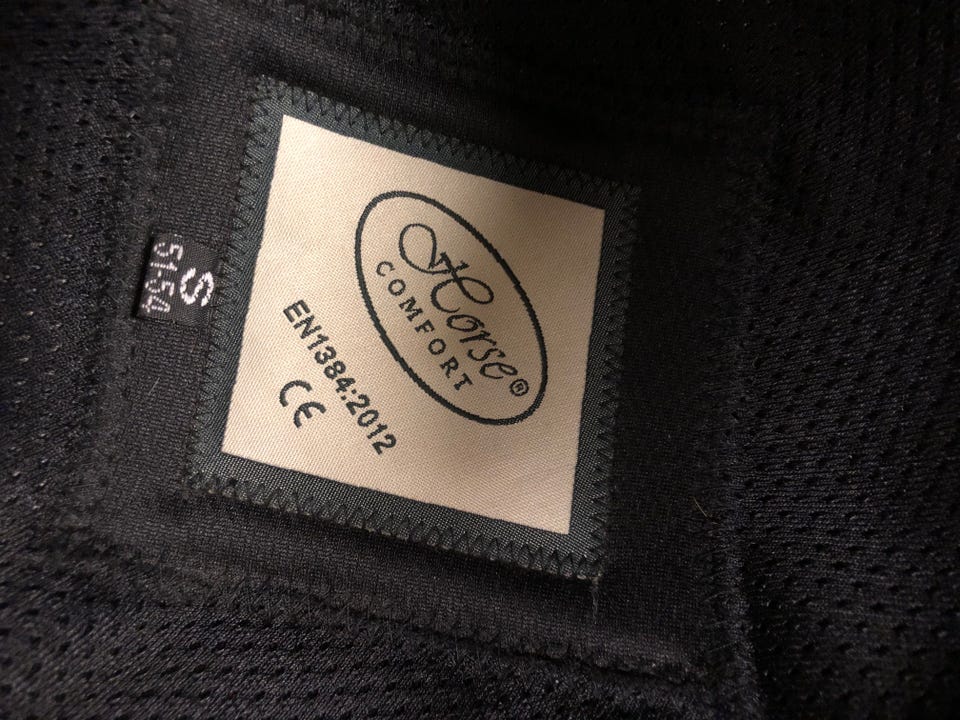 Horse®
COMFORT
EN1384:2012
CE
S
51-54